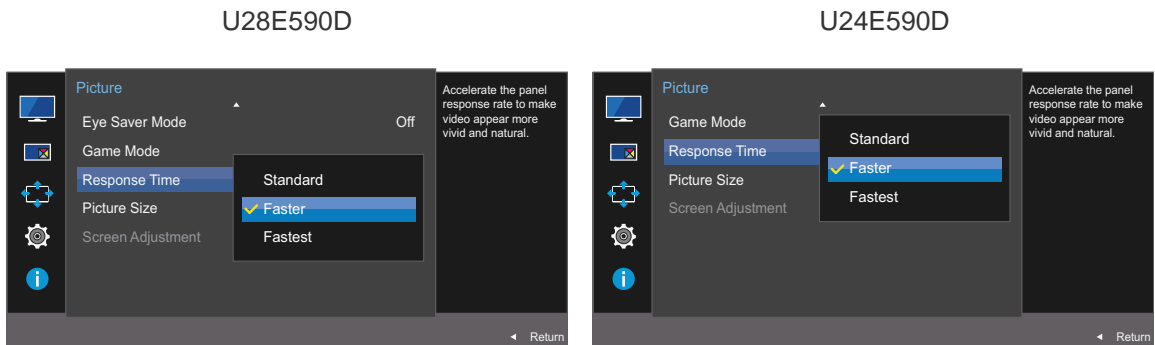 U28E590D
Picture
Eye Saver Mode Off
Game Mode
Response Time
Picture Size
Screen Adjustment
Standard
Faster
Fastest
Accelerate the panel
response rate to make
video appear more
vivid and natural.
Return
U24E590D
Picture
Game Mode
Response Time
Picture Size
Screen Adjustment
Standard
Faster
Fastest
Accelerate the panel
response rate to make
video appear more
vivid and natural.
Return